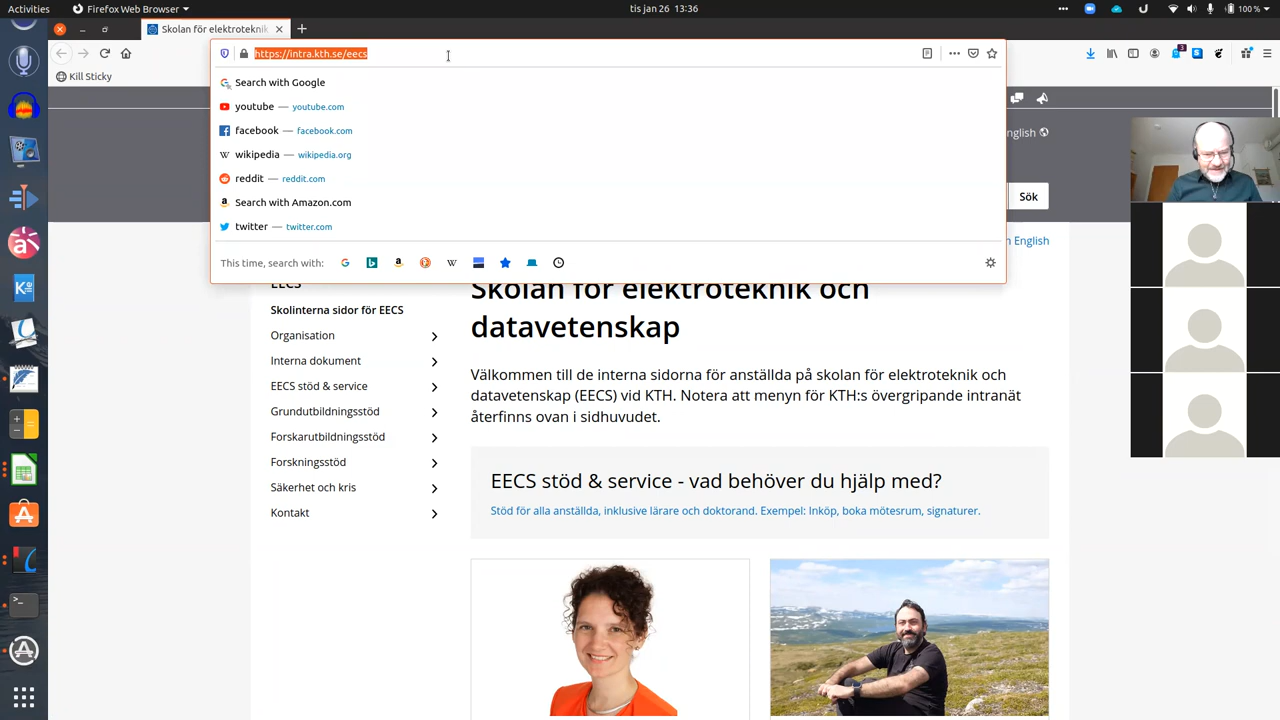 Activities
Firefox Web Browser
tis jan 26  13:36
100 %
Skolan för elektroteknik
https://intra.kth.se/eecs
Kill Sticky
Search with Google
youtube — youtube.com
facebook — facebook.com
wikipedia — wikipedia.org
reddit — reddit.com
Search with Amazon.com
twitter — twitter.com
This time, search with:
nglish
Sök
n English
EECS
Skolinterna sidor för EECS
Organisation
Interna dokument
EECS stöd & service
Grundutbildningsstöd
Forskarutbildningsstöd
Forskningsstöd
Säkerhet och kris
Kontakt
Skolan för elektroteknik och
datavetenskap
Välkommen till de interna sidorna för anställda på skolan för elektroteknik och
datavetenskap (EECS) vid KTH. Notera att menyn för KTH:s övergripande intranät
återfinns ovan i sidhuvudet.
EECS stöd & service - vad behöver du hjälp med?
Stöd för alla anställda, inklusive lärare och doktorand. Exempel: Inköp, boka mötesrum, signaturer.